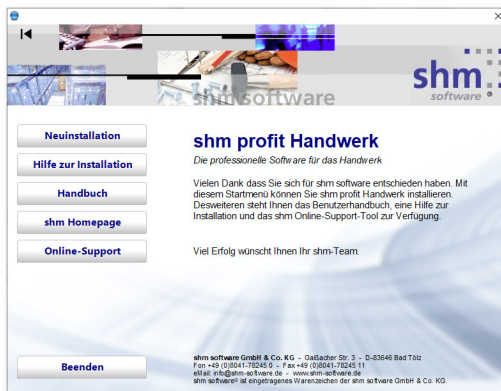 shm software
shm
software ®
Neuinstallation
Hilfe zur Installation
Handbuch
shm Homepage
Online-Support
Beenden
shm profit Handwerk
Die professionelle Software für das Handwerk
Vielen Dank dass Sie sich für shm software entschieden haben. Mit
diesem Startmenü können Sie shm profit Handwerk installieren.
Desweiteren steht Ihnen das Benutzerhandbuch, eine Hilfe zur
Installation und das shm Online-Support-Tool zur Verfügung.
Viel Erfolg wünscht Ihnen Ihr shm-Team.
shm software GmbH & Co. KG - Gaißacher Str. 3 - D-83646 Bad Tölz
Fon +49 (0)8041-78245 0 - Fax +49 (0)8041-78245 11
eMail: info@shm-software.de - www.shm-software.de
shm software® ist eingetragenes Warenzeichen der shm software GmbH & Co. KG.